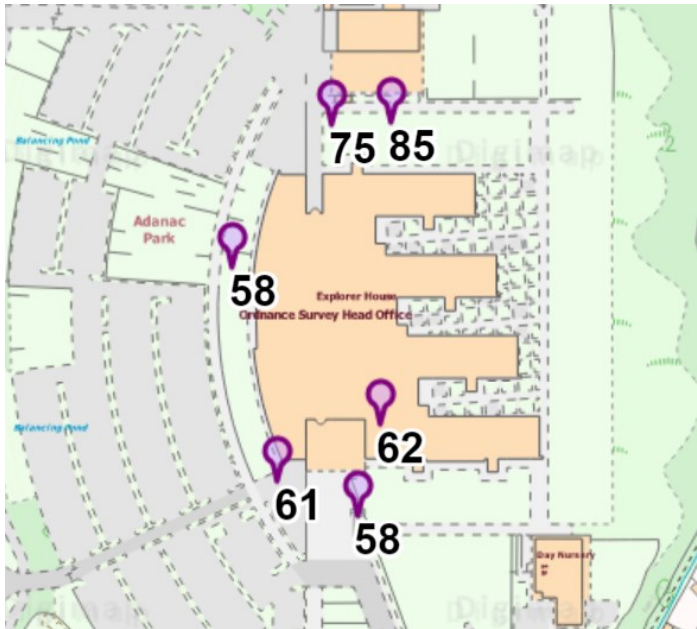 Balancing Pond
Digimap
Digimap
75
85
Adanac
Park
58
Explorer House
Ordnance Survey Head Office
Balancing Pond
62
61
58
Day Nursery
Digimap
Digimap